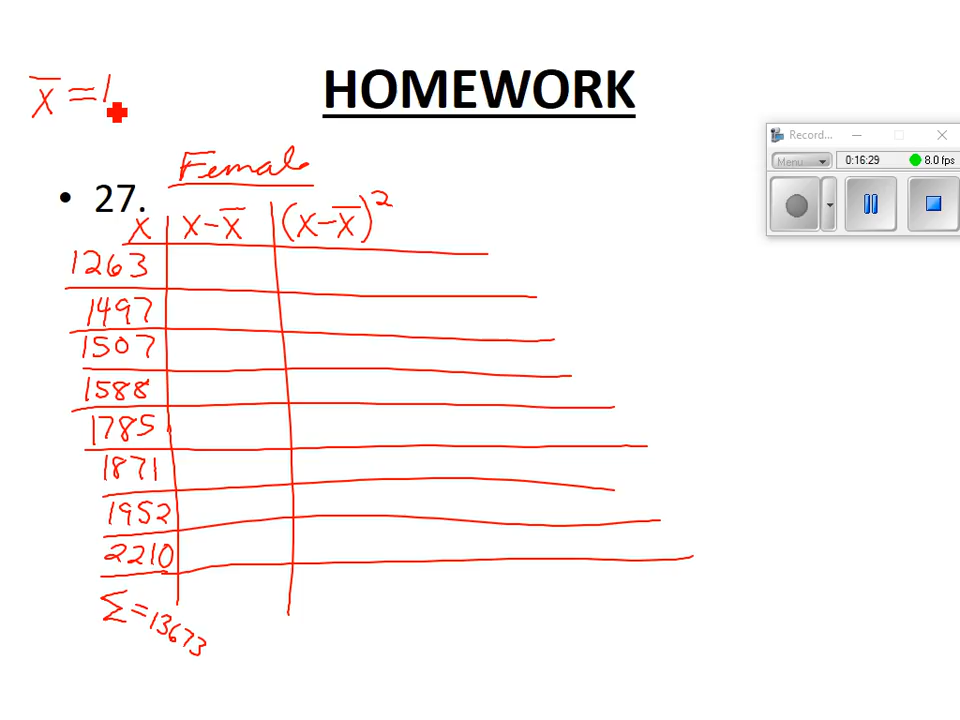 HOMEWORK
x̅ = 1
Record...
Menu
0:16:29
8.0 fps
Female
• 27.
x x-x̅ (x-x̅)²
1263
1497
1507
1588
1785
1871
1952
2210
Σ=13673